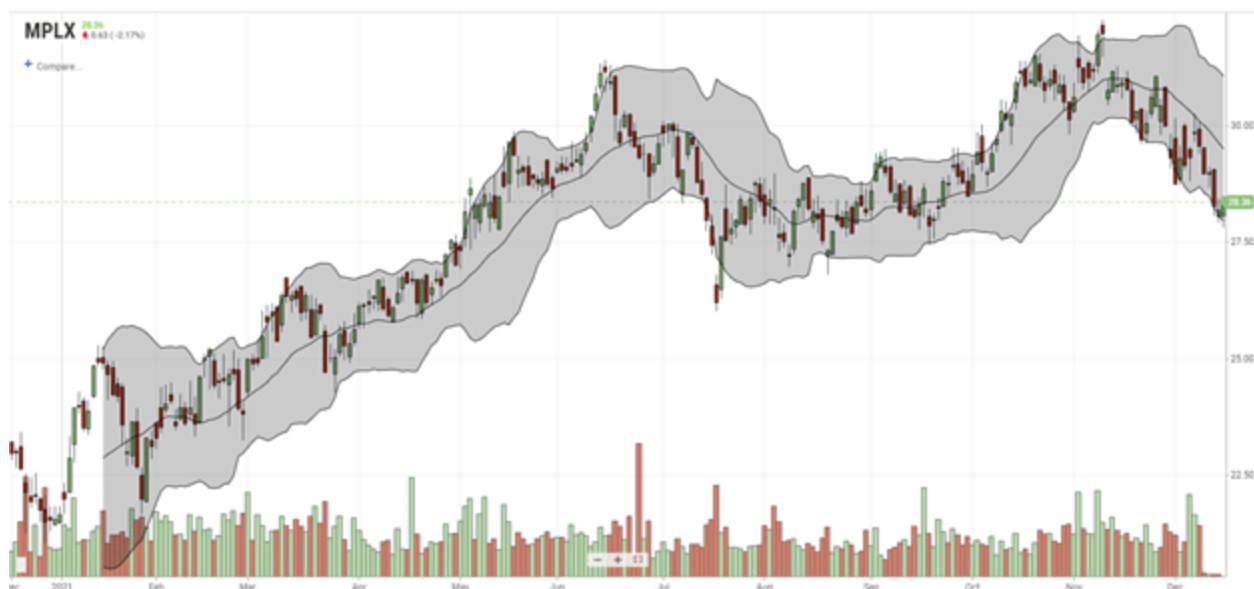 MPLX 28.36
0.63 (-2.17%)
+ Compare...
30.00
28.36
27.50
25.00
22.50
2021 Feb Mar Apr May Jun Jul Aug Sep Oct Nov Dec